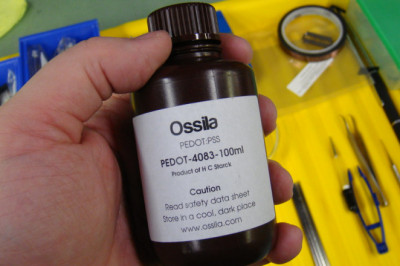 Ossila
PEDOT:PSS
PEDOT-4083-100ml
Product of H C Starck
Caution
Read safety data sheet
Store in a cool, dark place
www.ossila.com